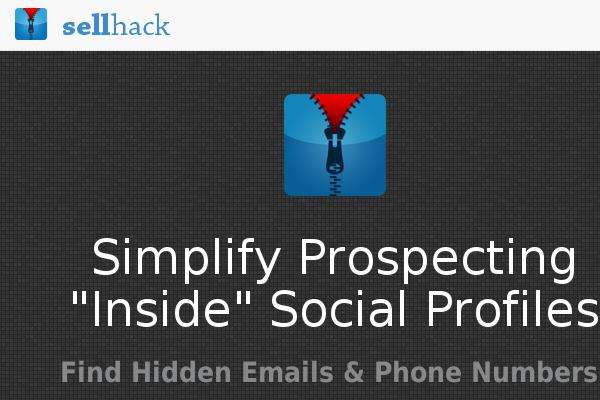 sellhack
Simplify Prospecting
"Inside" Social Profiles
Find Hidden Emails & Phone Numbers